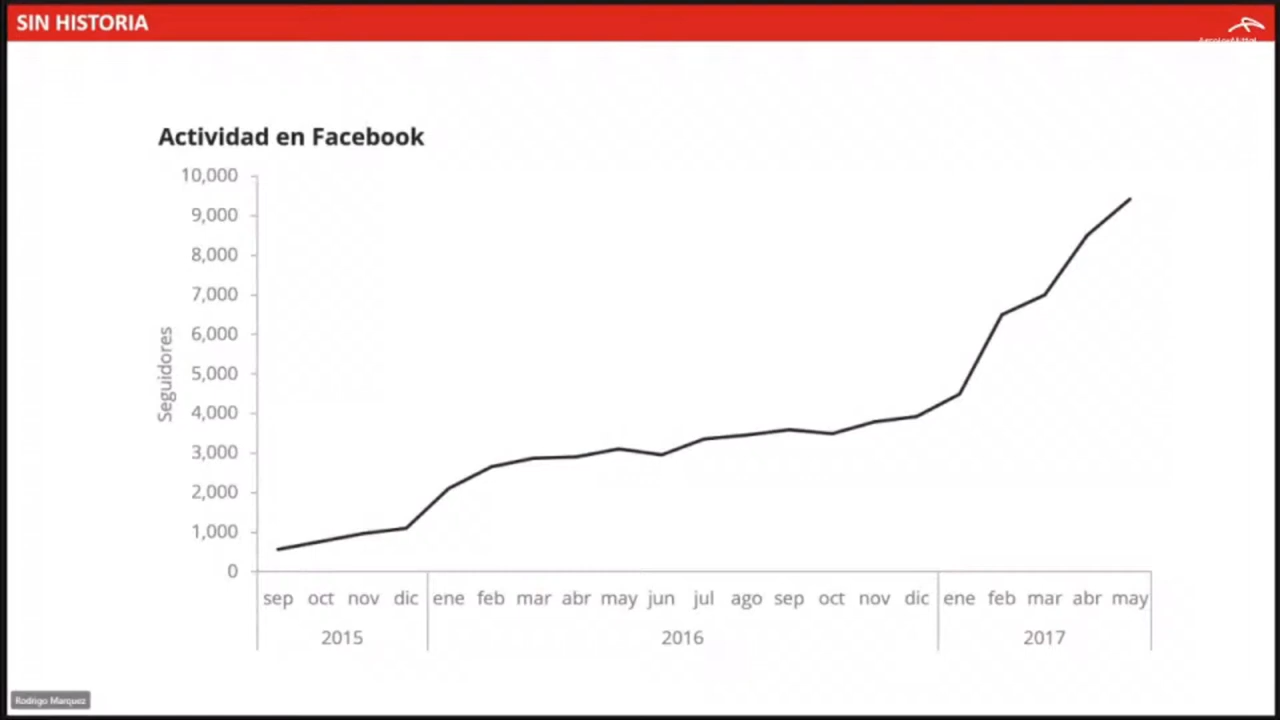 SIN HISTORIA
Actividad en Facebook
10,000
9,000
8,000
7,000
6,000
5,000
4,000
3,000
2,000
1,000
0
Seguidores
sep oct nov dic ene feb mar abr may jun jul ago sep oct nov dic ene feb mar abr may
2015 2016 2017
Rodrigo Marquez